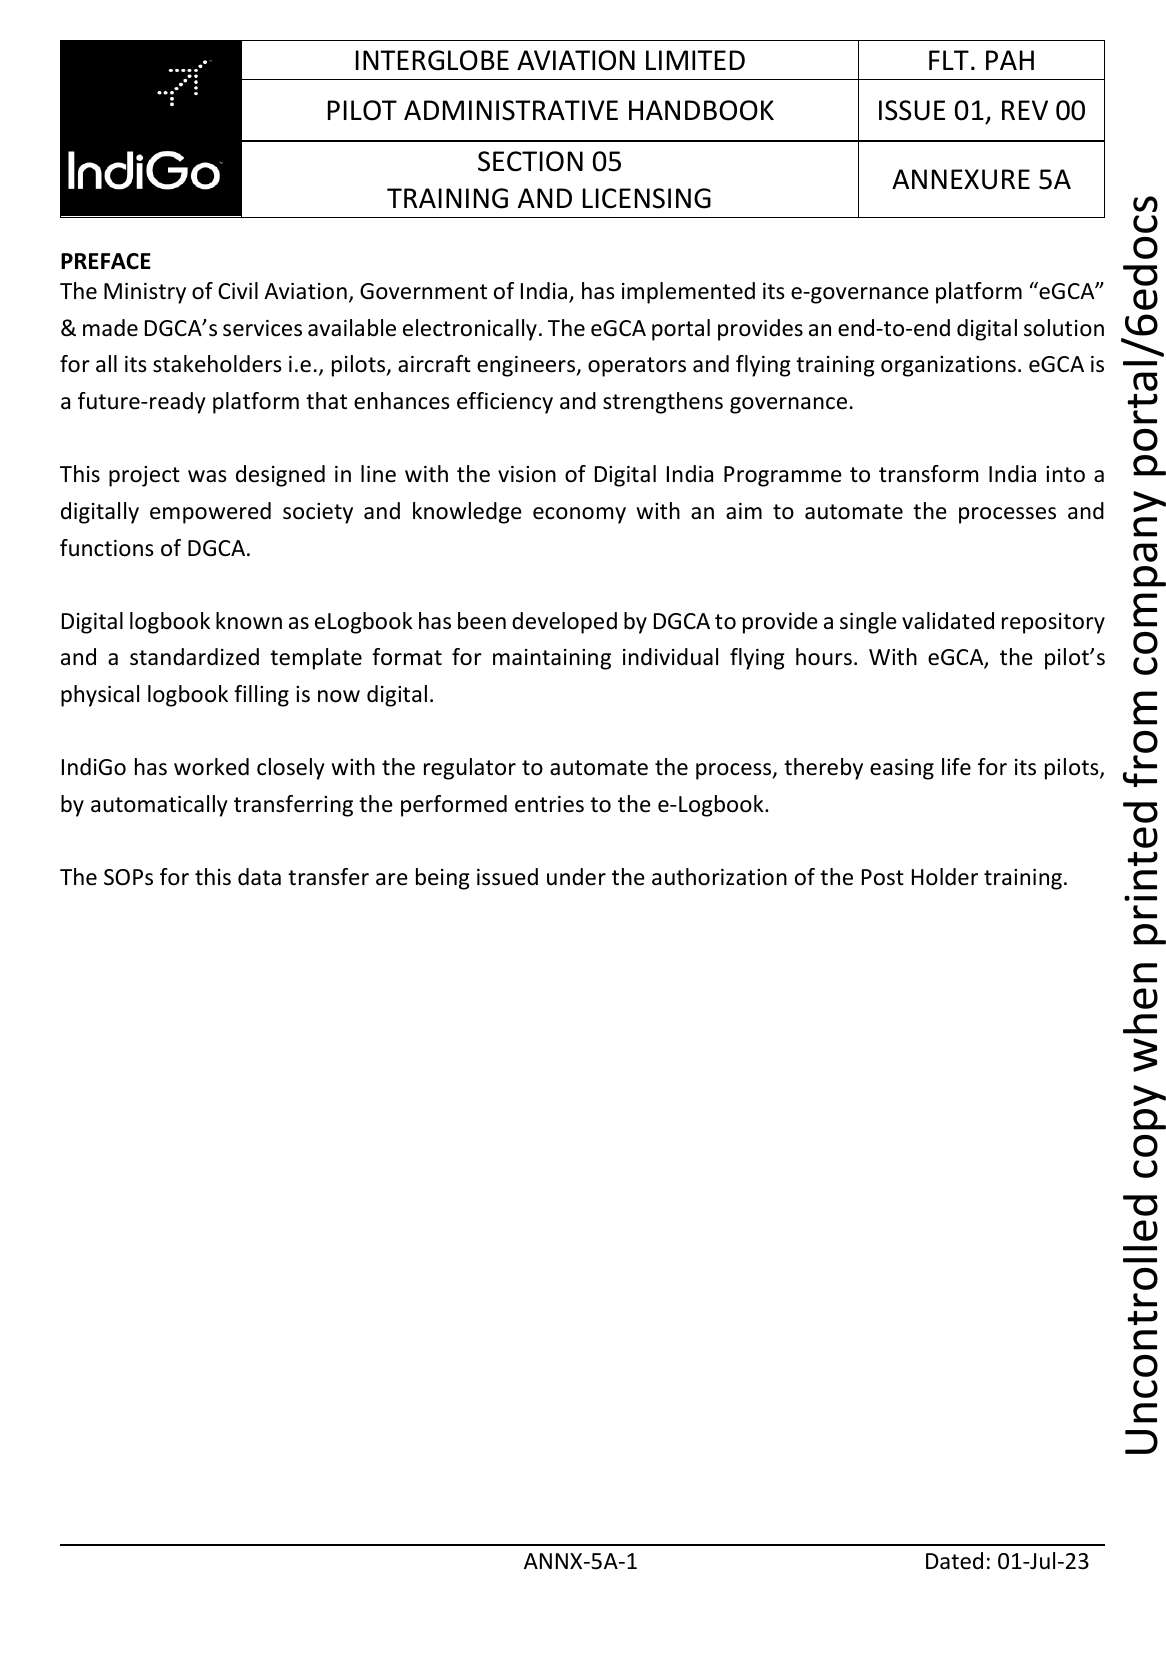 IndiGo
INTERGLOBE AVIATION LIMITED
FLT. PAH
PILOT ADMINISTRATIVE HANDBOOK
ISSUE 01, REV 00
SECTION 05
TRAINING AND LICENSING
ANNEXURE 5A
PREFACE
The Ministry of Civil Aviation, Government of India, has implemented its e-governance platform “eGCA”
& made DGCA’s services available electronically. The eGCA portal provides an end-to-end digital solution
for all its stakeholders i.e., pilots, aircraft engineers, operators and flying training organizations. eGCA is
a future-ready platform that enhances efficiency and strengthens governance.
This project was designed in line with the vision of Digital India Programme to transform India into a
digitally empowered society and knowledge economy with an aim to automate the processes and
functions of DGCA.
Digital logbook known as eLogbook has been developed by DGCA to provide a single validated repository
and a standardized template format for maintaining individual flying hours. With eGCA, the pilot’s
physical logbook filling is now digital.
IndiGo has worked closely with the regulator to automate the process, thereby easing life for its pilots,
by automatically transferring the performed entries to the e-Logbook.
The SOPs for this data transfer are being issued under the authorization of the Post Holder training.
Uncontrolled copy when printed from company portal/6edocs
ANNX-5A-1
Dated: 01-Jul-23